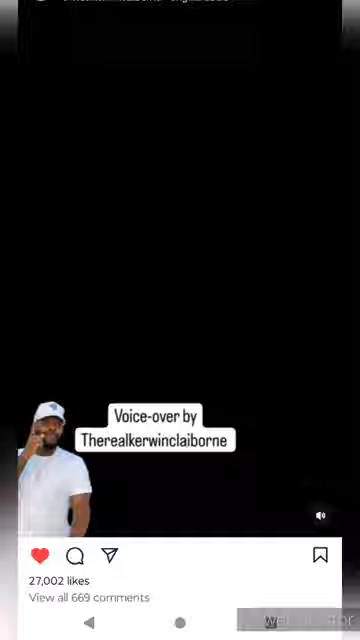 Voice-over by
Therealkerwinclaiborne
27,002 likes
View all 669 comments